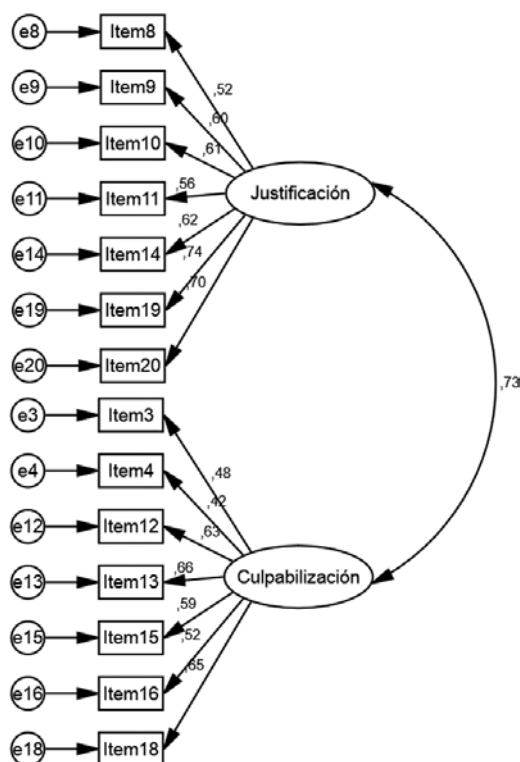 e8 Item8
,52
e9 Item9
,60
e10 Item10
,61
e11 Item11
,56
Justificación
,62
e14 Item14
,74
e19 Item19
,70
e20 Item20
,73
e3 Item3
,48
e4 Item4
,42
e12 Item12
,63
e13 Item13
,66
Culpabilización
,59
e15 Item15
,52
e16 Item16
,65
e18 Item18